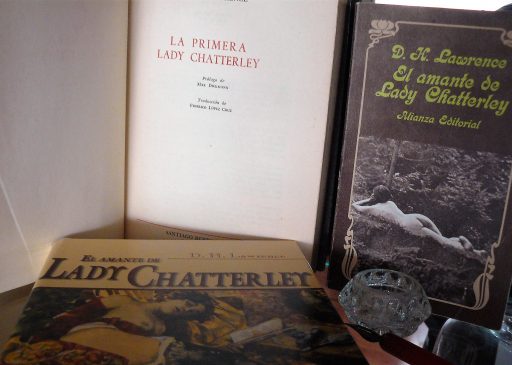 LA PRIMERA
LADY CHATTERLEY
Prólogo de
Traducción de
D. H. Lawrence
El amante de
Lady Chatterley
Alianza Editorial
EL AMANTE DE
D. H. LAWRENCE
LADY CHATTERLEY